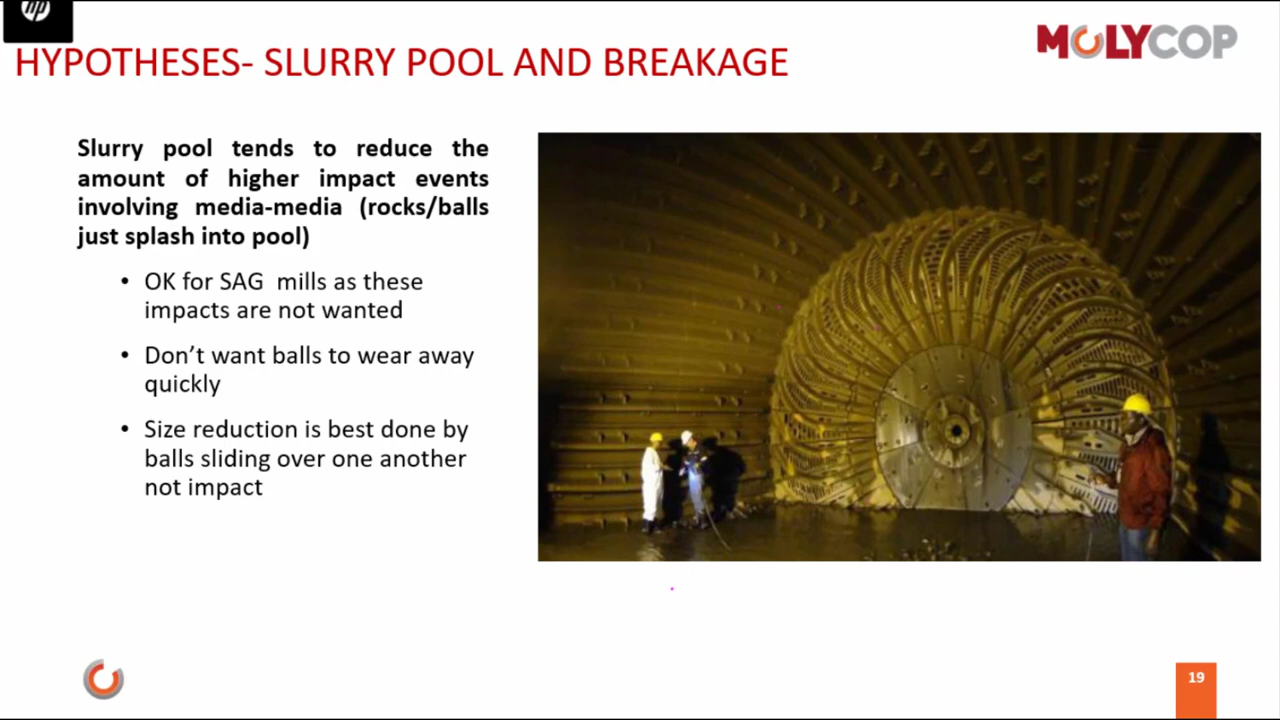 hp
MOLYCOP
HYPOTHESES- SLURRY POOL AND BREAKAGE
Slurry pool tends to reduce the
amount of higher impact events
involving media-media (rocks/balls
just splash into pool)
• OK for SAG mills as these
impacts are not wanted
• Don’t want balls to wear away
quickly
• Size reduction is best done by
balls sliding over one another
not impact
19